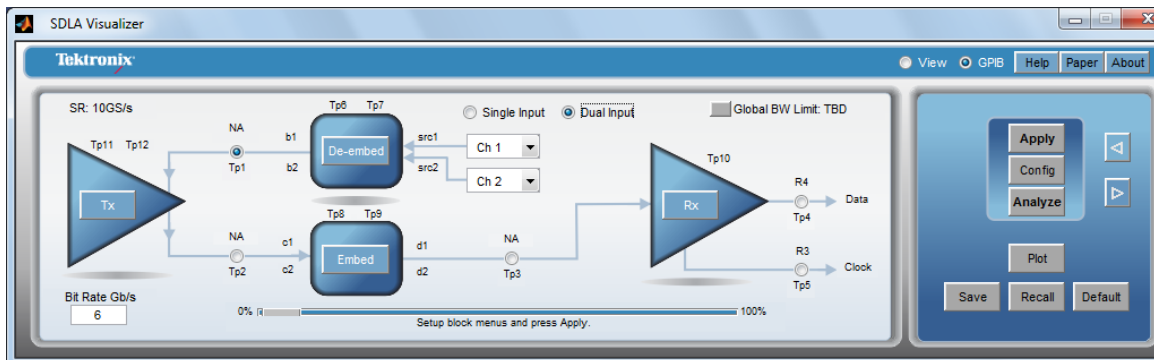 SDLA Visualizer
Tektronix
View GPIB Help Paper About
SR: 10GS/s
Tp6 Tp7
Single Input Dual Input
Global BW Limit: TBD
NA
b1
De-embed
src1
Ch 1
Tp11 Tp12
Tp1
b2
src2
Ch 2
Tp10
Apply
Config
Analyze
Tx
Rx
R4
Tp4
Data
Tp8 Tp9
NA
c1
Embed
d1
NA
Tp2
c2
d2
Tp3
R3
Tp5
Clock
Plot
Bit Rate Gb/s
6
0%
100%
Setup block menus and press Apply.
Save Recall Default